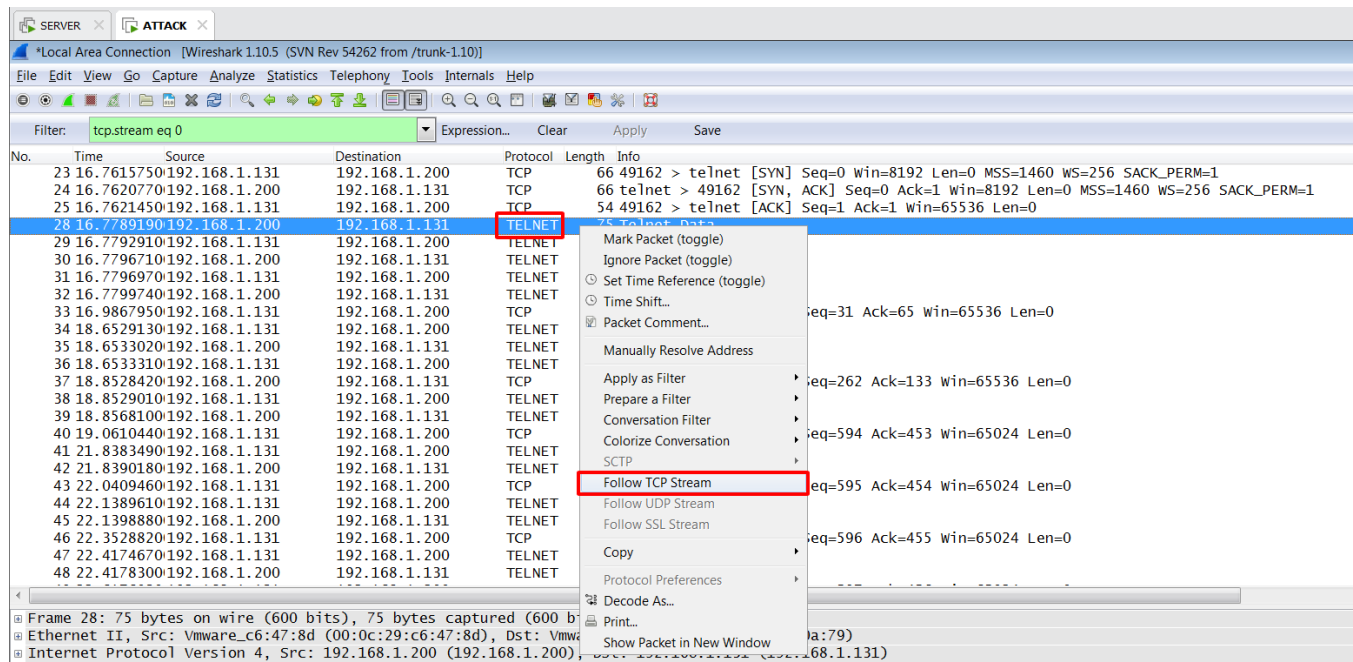 SERVER ATTACK
*Local Area Connection [Wireshark 1.10.5 (SVN Rev 54262 from /trunk-1.10)]
File Edit View Go Capture Analyze Statistics Telephony Tools Internals Help
Filter: tcp.stream eq 0 Expression... Clear Apply Save
No. Time Source Destination Protocol Length Info
23 16.7615750 192.168.1.131 192.168.1.200 TCP 66 49162 > telnet [SYN] Seq=0 Win=8192 Len=0 MSS=1460 WS=256 SACK_PERM=1
24 16.7620770 192.168.1.200 192.168.1.131 TCP 66 telnet > 49162 [SYN, ACK] Seq=0 Ack=1 Win=8192 Len=0 MSS=1460 WS=256 SACK_PERM=1
25 16.7621450 192.168.1.131 192.168.1.200 TCP 54 49162 > telnet [ACK] Seq=1 Ack=1 Win=65536 Len=0
28 16.7789190 192.168.1.200 192.168.1.131 TELNET 75 Telnet Data
29 16.7792910 192.168.1.131 192.168.1.200 TELNET
30 16.7796710 192.168.1.200 192.168.1.131 TELNET
31 16.7796970 192.168.1.131 192.168.1.200 TELNET
32 16.7799740 192.168.1.200 192.168.1.131 TELNET
33 16.9867950 192.168.1.131 192.168.1.200 TCP Seq=31 Ack=65 Win=65536 Len=0
34 18.6529130 192.168.1.200 192.168.1.131 TELNET
35 18.6533020 192.168.1.200 192.168.1.131 TELNET
36 18.6533310 192.168.1.131 192.168.1.200 TELNET
37 18.8528420 192.168.1.200 192.168.1.131 TCP Seq=262 Ack=133 Win=65536 Len=0
38 18.8529010 192.168.1.131 192.168.1.200 TELNET
39 18.8568100 192.168.1.200 192.168.1.131 TELNET
40 19.0610440 192.168.1.131 192.168.1.200 TCP Seq=594 Ack=453 Win=65024 Len=0
41 21.8383490 192.168.1.131 192.168.1.200 TELNET
42 21.8390180 192.168.1.200 192.168.1.131 TELNET
43 22.0409460 192.168.1.131 192.168.1.200 TCP eq=595 Ack=454 Win=65024 Len=0
44 22.1389610 192.168.1.131 192.168.1.200 TELNET
45 22.1398880 192.168.1.200 192.168.1.131 TELNET
46 22.3528820 192.168.1.131 192.168.1.200 TCP Seq=596 Ack=455 Win=65024 Len=0
47 22.4174670 192.168.1.131 192.168.1.200 TELNET
48 22.4178300 192.168.1.200 192.168.1.131 TELNET
Mark Packet (toggle)
Ignore Packet (toggle)
Set Time Reference (toggle)
Time Shift...
Packet Comment...
Manually Resolve Address
Apply as Filter
Prepare a Filter
Conversation Filter
Colorize Conversation
SCTP
Follow TCP Stream
Follow UDP Stream
Follow SSL Stream
Copy
Protocol Preferences
Decode As...
Print...
Show Packet in New Window
Frame 28: 75 bytes on wire (600 bits), 75 bytes captured (600 b
Ethernet II, Src: Vmware_c6:47:8d (00:0c:29:c6:47:8d), Dst: Vmwa a:79)
Internet Protocol Version 4, Src: 192.168.1.200 (192.168.1.200), Dst: 192.168.1.131 (192.168.1.131)